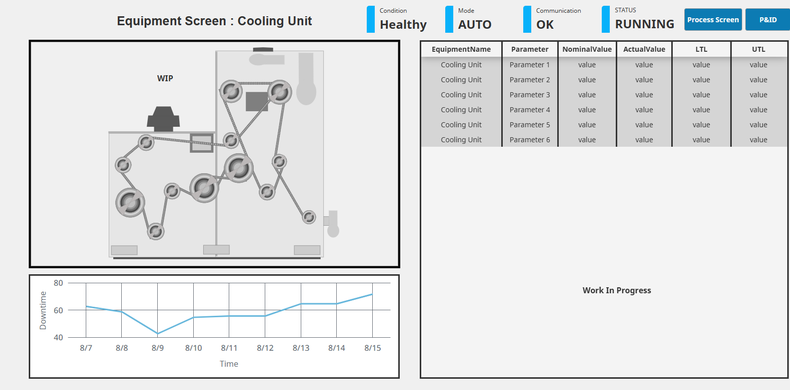 Equipment Screen : Cooling Unit
Condition
Healthy
Mode
AUTO
Communication
OK
STATUS
RUNNING
Process Screen
P&ID
WIP
EquipmentName Parameter NominalValue ActualValue LTL UTL
Cooling Unit Parameter 1 value value value value
Cooling Unit Parameter 2 value value value value
Cooling Unit Parameter 3 value value value value
Cooling Unit Parameter 4 value value value value
Cooling Unit Parameter 5 value value value value
Cooling Unit Parameter 6 value value value value
Work In Progress
Downtime
80
60
40
8/7 8/8 8/9 8/10 8/11 8/12 8/13 8/14 8/15
Time